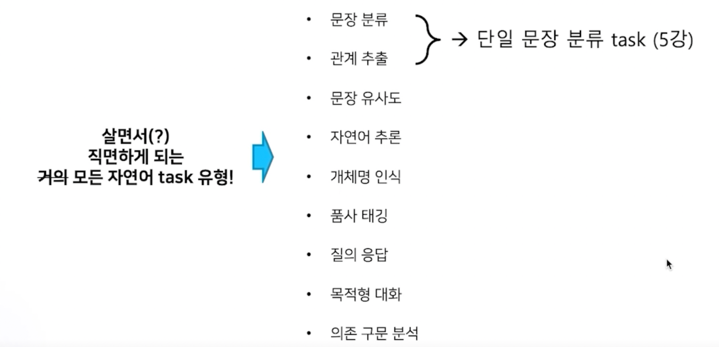 살면서(?)
직면하게 되는
거의 모든 자연어 task 유형!
• 문장 분류
• 관계 추출
→ 단일 문장 분류 task (5강)
• 문장 유사도
• 자연어 추론
• 개체명 인식
• 품사 태깅
• 질의 응답
• 목적형 대화
• 의존 구문 분석